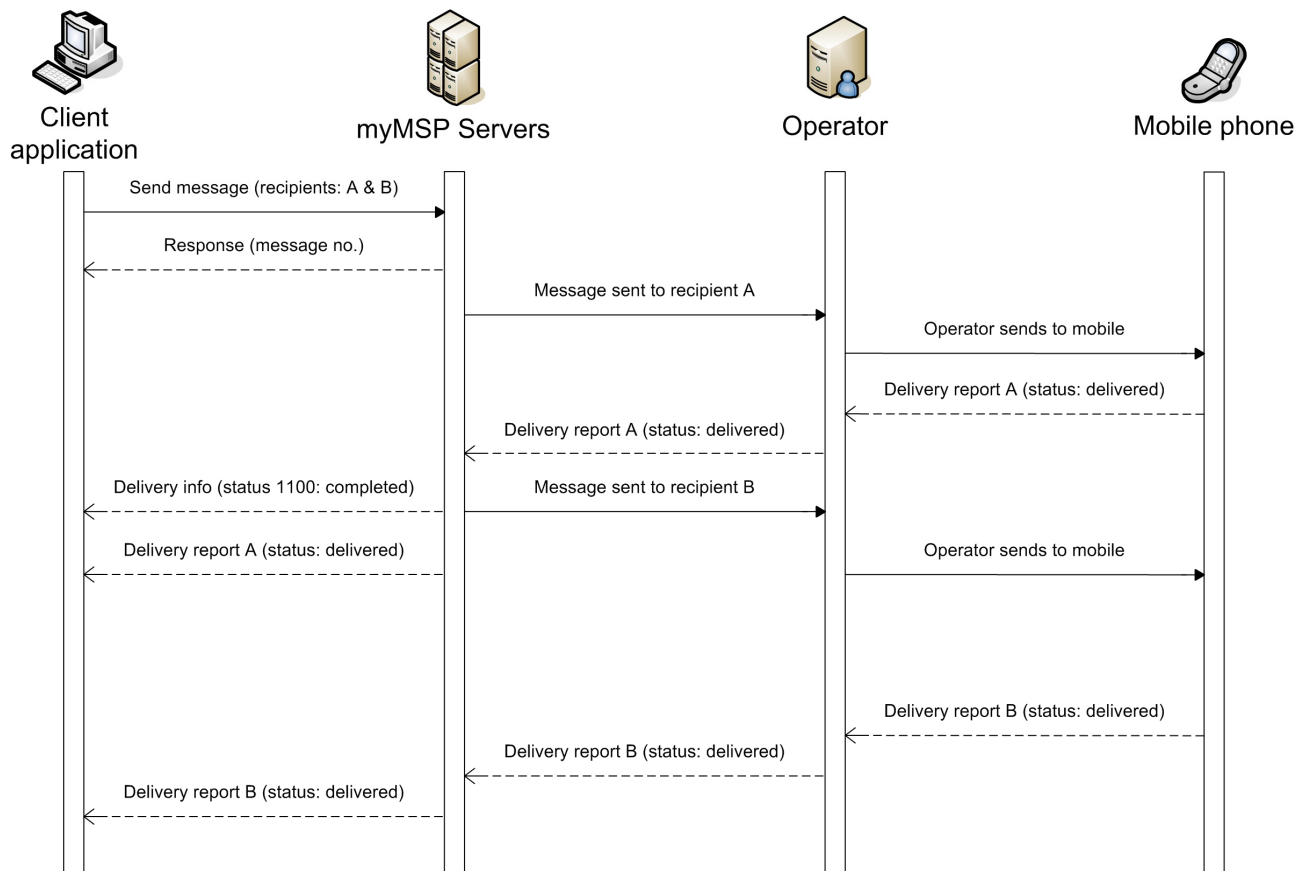 Client
application
myMSP Servers
Operator
Mobile phone
Send message (recipients: A & B)
Response (message no.)
Message sent to recipient A
Operator sends to mobile
Delivery report A (status: delivered)
Delivery report A (status: delivered)
Delivery info (status 1100: completed)
Message sent to recipient B
Delivery report A (status: delivered)
Operator sends to mobile
Delivery report B (status: delivered)
Delivery report B (status: delivered)
Delivery report B (status: delivered)